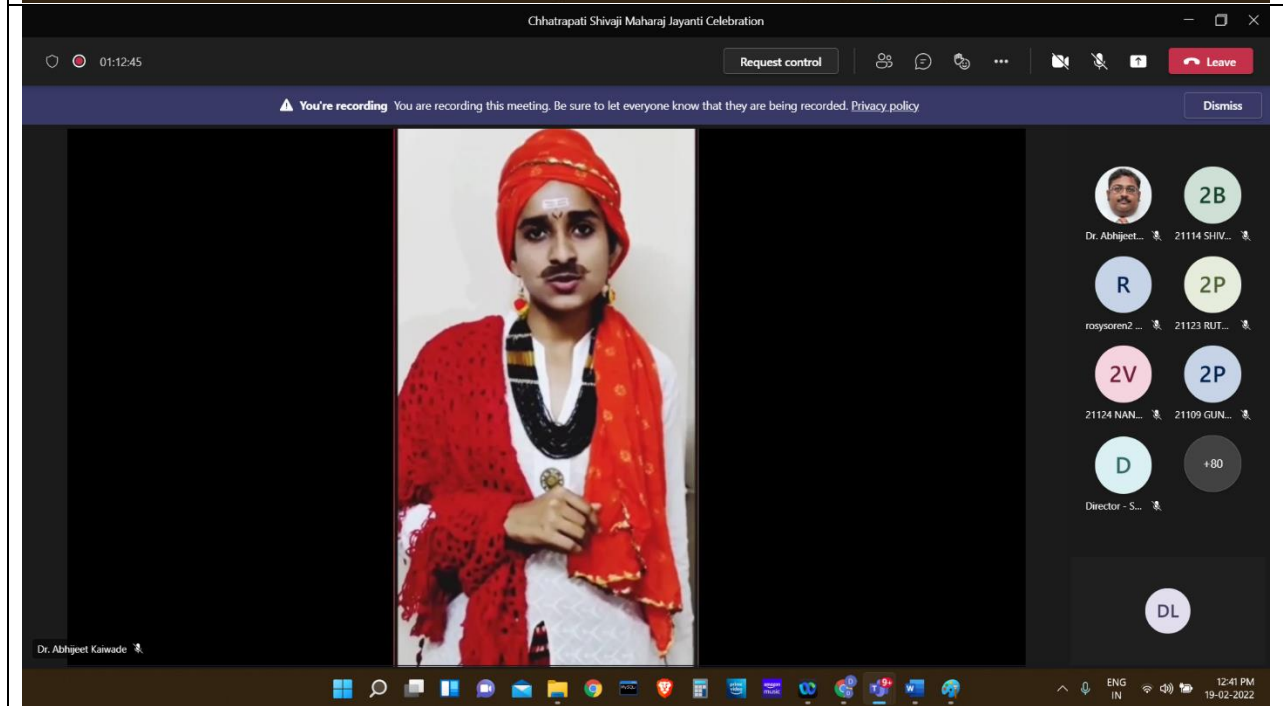 Chhatrapati Shivaji Maharaj Jayanti Celebration
01:12:45
Request control
Leave
You're recording You are recording this meeting. Be sure to let everyone know that they are being recorded. Privacy policy
Dismiss
Dr. Abhijeet...
2B
21114 SHIV...
R
rosysoren2 ...
2P
21123 RUT...
2V
21124 NAN...
2P
21109 GUN...
D
Director - S...
+80
DL
Dr. Abhijeet Kaiwade
ENG
IN
12:41 PM
19-02-2022